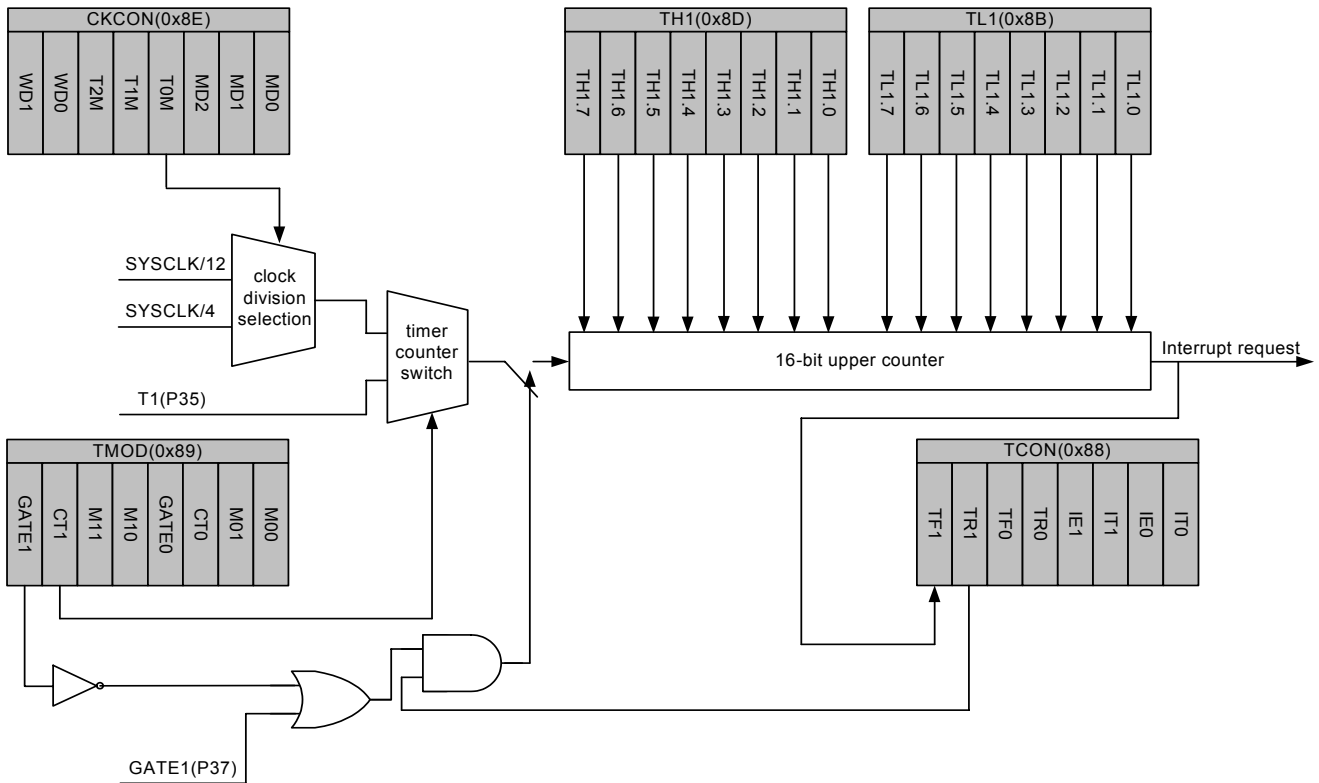 CKCON(0x8E)
WD1
WD0
T2M
T1M
T0M
MD2
MD1
MD0
TH1(0x8D)
TH1.7
TH1.6
TH1.5
TH1.4
TH1.3
TH1.2
TH1.1
TH1.0
TL1(0x8B)
TL1.7
TL1.6
TL1.5
TL1.4
TL1.3
TL1.2
TL1.1
TL1.0
SYSCLK/12
SYSCLK/4
clock
division
selection
T1(P35)
timer
counter
switch
16-bit upper counter
Interrupt request
TMOD(0x89)
GATE1
CT1
M11
M10
GATE0
CT0
M01
M00
TCON(0x88)
TF1
TR1
TF0
TR0
IE1
IT1
IE0
IT0
GATE1(P37)